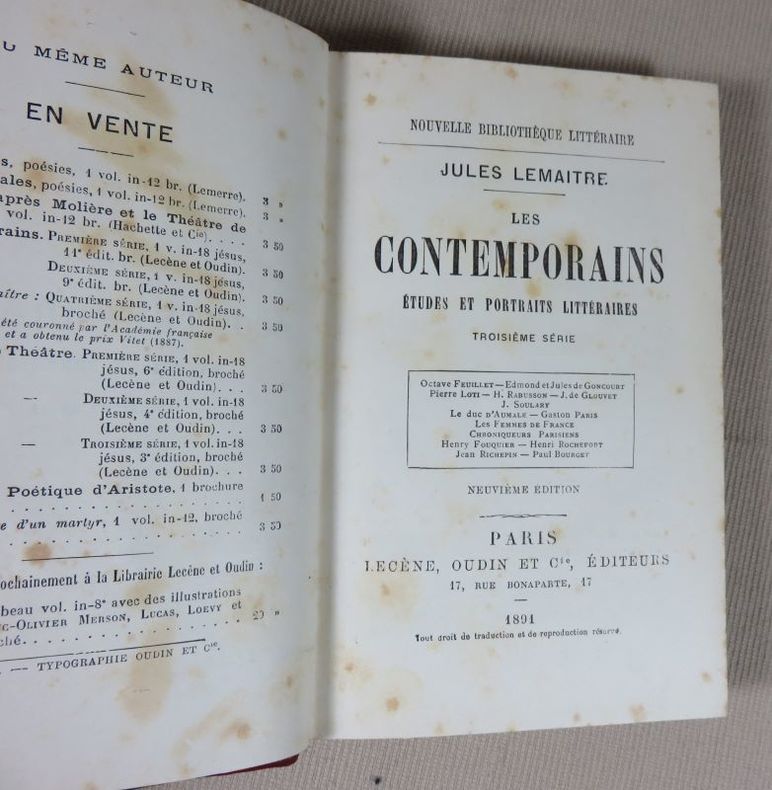 MÊME AUTEUR
EN VENTE
poésies, 1 vol. in-12 br. (Lemerre). 3 »
poésies, 1 vol. in-12 br. (Lemerre). 3 »
après Molière et le Théâtre de
vol. in-12 br. (Hachette et Cie). . . . 3 50
PREMIÈRE SÉRIE, 1 v. in-18 jésus,
11e édit. br. (Lecène et Oudin). 3 50
DEUXIÈME SÉRIE, 1 v. in-18 jésus,
9e édit. br. (Lecène et Oudin). 3 50
: QUATRIÈME SÉRIE, 1 v. in-18 jésus,
broché (Lecène et Oudin). . 3 50
été couronné par l'Académie française
et a obtenu le prix Vitet (1887).
Théâtre. PREMIÈRE SÉRIE, 1 vol. in-18
jésus, 6e édition, broché
(Lecène et Oudin). . . 3 50
— DEUXIÈME SÉRIE, 1 vol. in-18
jésus, 4e édition, broché
(Lecène et Oudin). . . 3 50
— TROISIÈME SÉRIE, 1 vol. in-18
jésus, 3e édition, broché
(Lecène et Oudin). . . 3 50
Poétique d'Aristote, 1 brochure
1 50
d'un martyr, 1 vol. in-12, broché
3 50
à la Librairie Lecène et Oudin :
beau vol. in-8° avec des illustrations
MERSON, LUCAS, LOEVY et
20 »
— TYPOGRAPHIE OUDIN ET Cie.
NOUVELLE BIBLIOTHÈQUE LITTÉRAIRE
JULES LEMAITRE.
LES
CONTEMPORAINS
ÉTUDES ET PORTRAITS LITTÉRAIRES
TROISIÈME SÉRIE
Octave FEUILLET — Edmond et Jules de GONCOURT
Pierre LOTI — H. RABUSSON — J. de GLOUVET
J. SOULARY
Le duc d'AUMALE — Gaston PARIS
LES FEMMES DE FRANCE
CHRONIQUEURS PARISIENS
Henry FOUQUIER — Henri ROCHEFORT
Jean RICHEPIN — Paul BOURGET
NEUVIÈME ÉDITION
PARIS
LECÈNE, OUDIN ET Cie, ÉDITEURS
17, RUE BONAPARTE, 17
1891
Tout droit de traduction et de reproduction réservé.